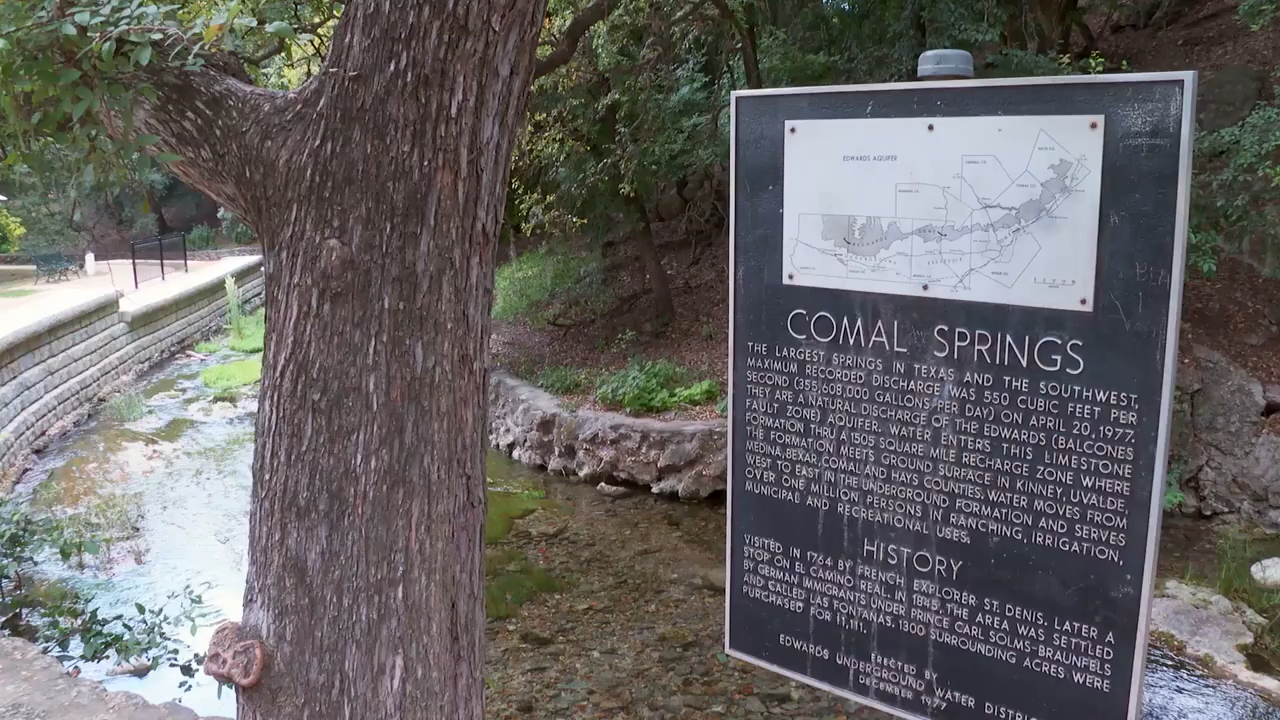 EDWARDS AQUIFER
COMAL SPRINGS
THE LARGEST SPRINGS IN TEXAS AND THE SOUTHWEST,
MAXIMUM RECORDED DISCHARGE WAS 550 CUBIC FEET PER
SECOND (355,608,000 GALLONS PER DAY) ON APRIL 20, 1977.
THEY ARE A NATURAL DISCHARGE OF THE EDWARDS (BALCONES
FAULT ZONE) AQUIFER. WATER ENTERS THIS LIMESTONE
FORMATION THRU A 1505 SQUARE MILE RECHARGE ZONE WHERE
THE FORMATION MEETS GROUND SURFACE IN KINNEY, UVALDE,
MEDINA, BEXAR, COMAL AND HAYS COUNTIES. WATER MOVES FROM
WEST TO EAST IN THE UNDERGROUND FORMATION AND SERVES
OVER ONE MILLION PERSONS IN RANCHING, IRRIGATION,
MUNICIPAL AND RECREATIONAL USES.
HISTORY
VISITED IN 1764 BY FRENCH EXPLORER ST. DENIS. LATER A
STOP ON EL CAMINO REAL. IN 1845, THE AREA WAS SETTLED
BY GERMAN IMMIGRANTS UNDER PRINCE CARL SOLMS-BRAUNFELS
AND CALLED LAS FONTANAS. 1300 SURROUNDING ACRES WERE
PURCHASED FOR 11,111.
ERECTED BY
EDWARDS UNDERGROUND WATER DISTRIC
DECEMBER 1977